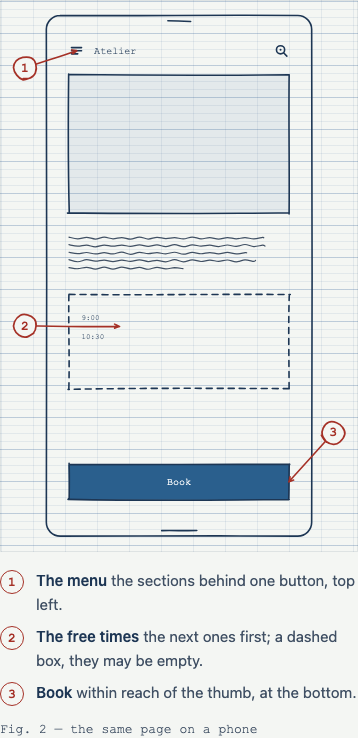 Atelier
1
9:00
2
10:30
3
Book
1 The menu the sections behind one button, top
left.
2 The free times the next ones first; a dashed
box, they may be empty.
3 Book within reach of the thumb, at the bottom.
Fig. 2 — the same page on a phone